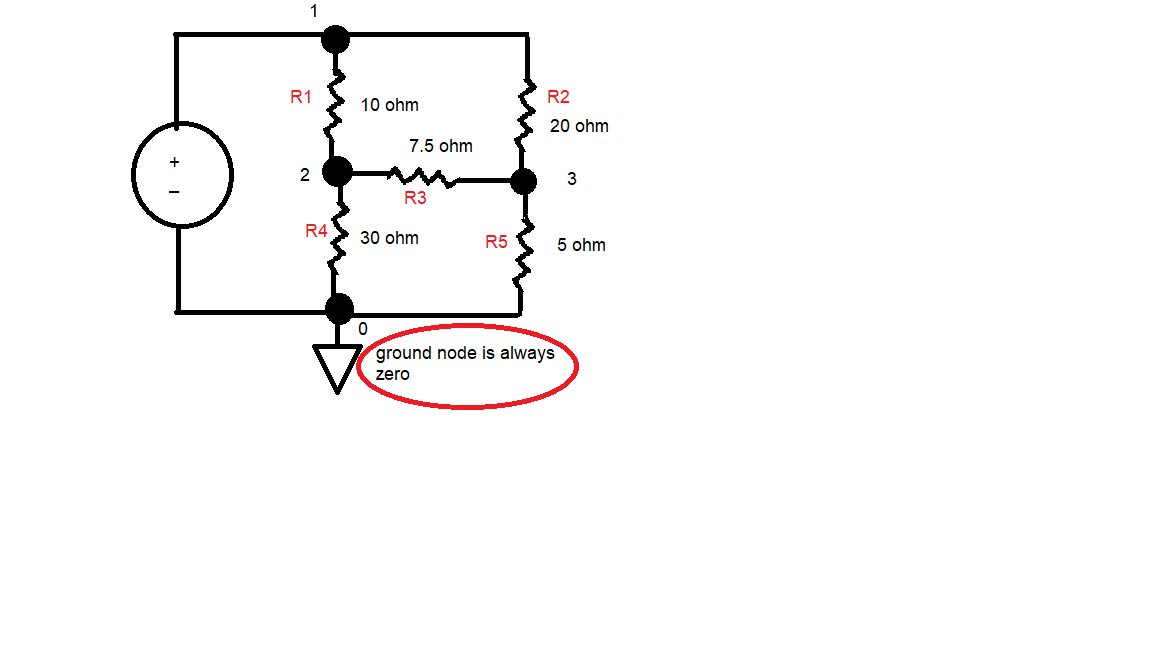 1
R1
10 ohm
R2
20 ohm
7.5 ohm
+
–
2
R3
3
R4
30 ohm
R5
5 ohm
0
ground node is always
zero